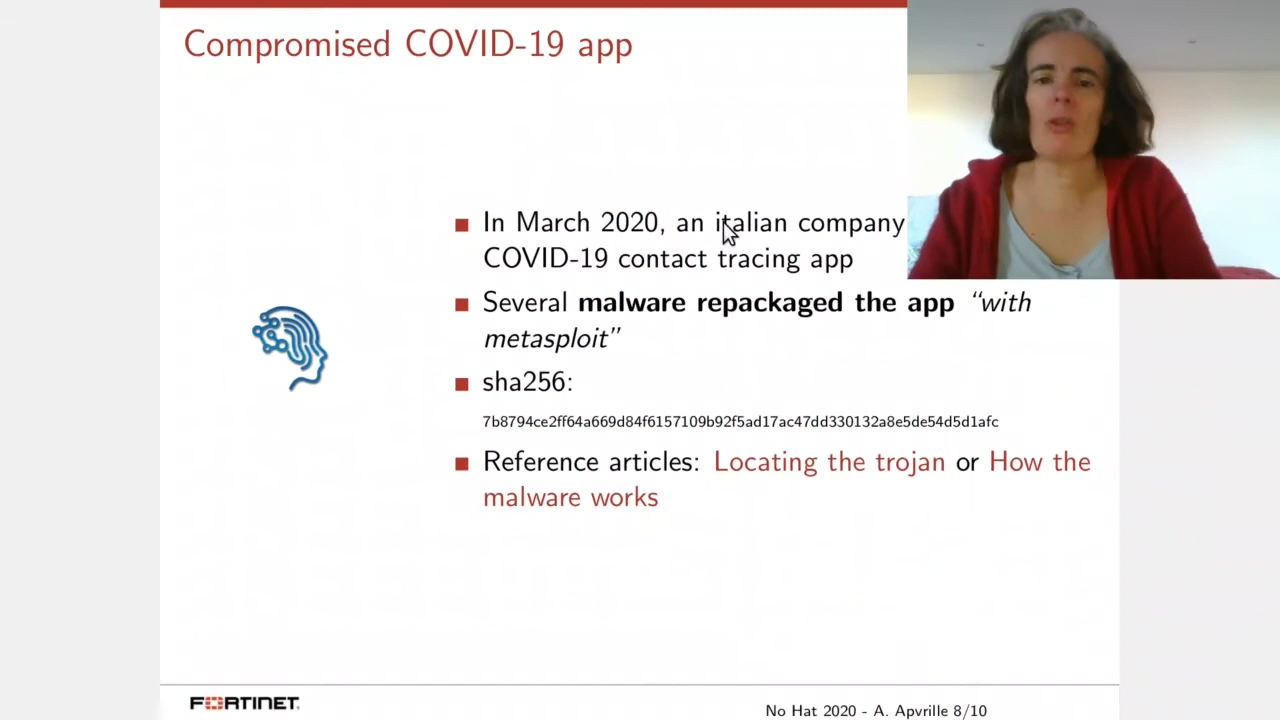 Compromised COVID-19 app
In March 2020, an italian company
COVID-19 contact tracing app
Several malware repackaged the app “with
metasploit”
sha256:
7b8794ce2ff64a669d84f6157109b92f5ad17ac47dd330132a8e5de54d5d1afc
Reference articles: Locating the trojan or How the
malware works
FORTINET
No Hat 2020 - A. Apvrille 8/10